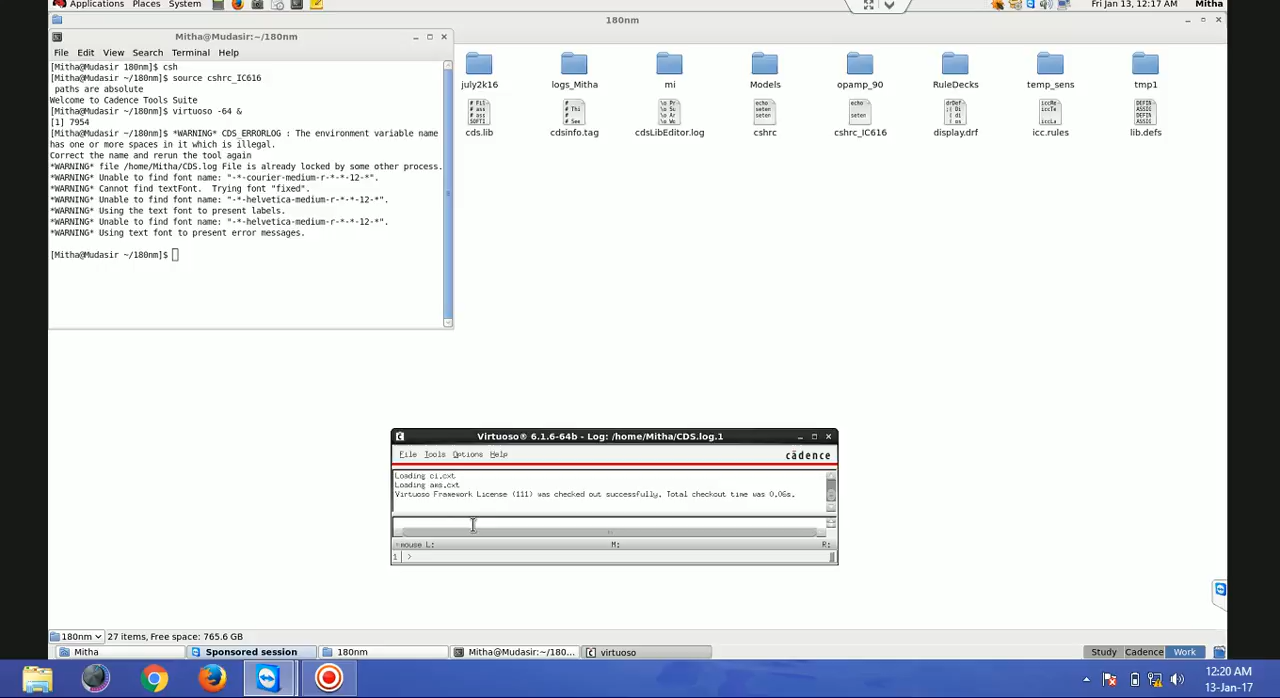 Applications Places System
Fri Jan 13, 12:17 AM Mitha
180nm
Mitha@Mudasir:~/180nm
File Edit View Search Terminal Help
[Mitha@Mudasir 180nm]$ csh
[Mitha@Mudasir ~/180nm]$ source cshrc_IC616
paths are absolute
Welcome to Cadence Tools Suite
[Mitha@Mudasir ~/180nm]$ virtuoso -64 &
[1] 7954
[Mitha@Mudasir ~/180nm]$ *WARNING* CDS_ERRORLOG : The environment variable name
has one or more spaces in it which is illegal.
Correct the name and rerun the tool again
*WARNING* file /home/Mitha/CDS.log File is already locked by some other process.
*WARNING* Unable to find font name: "-*-courier-medium-r-*-*-12-*".
*WARNING* Cannot find textFont.  Trying font "fixed".
*WARNING* Unable to find font name: "-*-helvetica-medium-r-*-*-12-*".
*WARNING* Using the text font to present labels.
*WARNING* Unable to find font name: "-*-helvetica-medium-r-*-*-12-*".
*WARNING* Using text font to present error messages.
[Mitha@Mudasir ~/180nm]$
july2k16 logs_Mitha mi Models opamp_90 RuleDecks temp_sens tmp1
cds.lib cdsinfo.tag cdsLibEditor.log cshrc cshrc_IC616 display.drf icc.rules lib.defs
Virtuoso® 6.1.6-64b - Log: /home/Mitha/CDS.log.1
File Tools Options Help cādence
Loading ci.cxt
Loading ams.cxt
Virtuoso Framework License (111) was checked out successfully. Total checkout time was 0.06s.
mouse L: M: R:
1 >
180nm 27 items, Free space: 765.6 GB
Mitha Sponsored session 180nm Mitha@Mudasir:~/180... virtuoso Study Cadence Work
12:20 AM
13-Jan-17